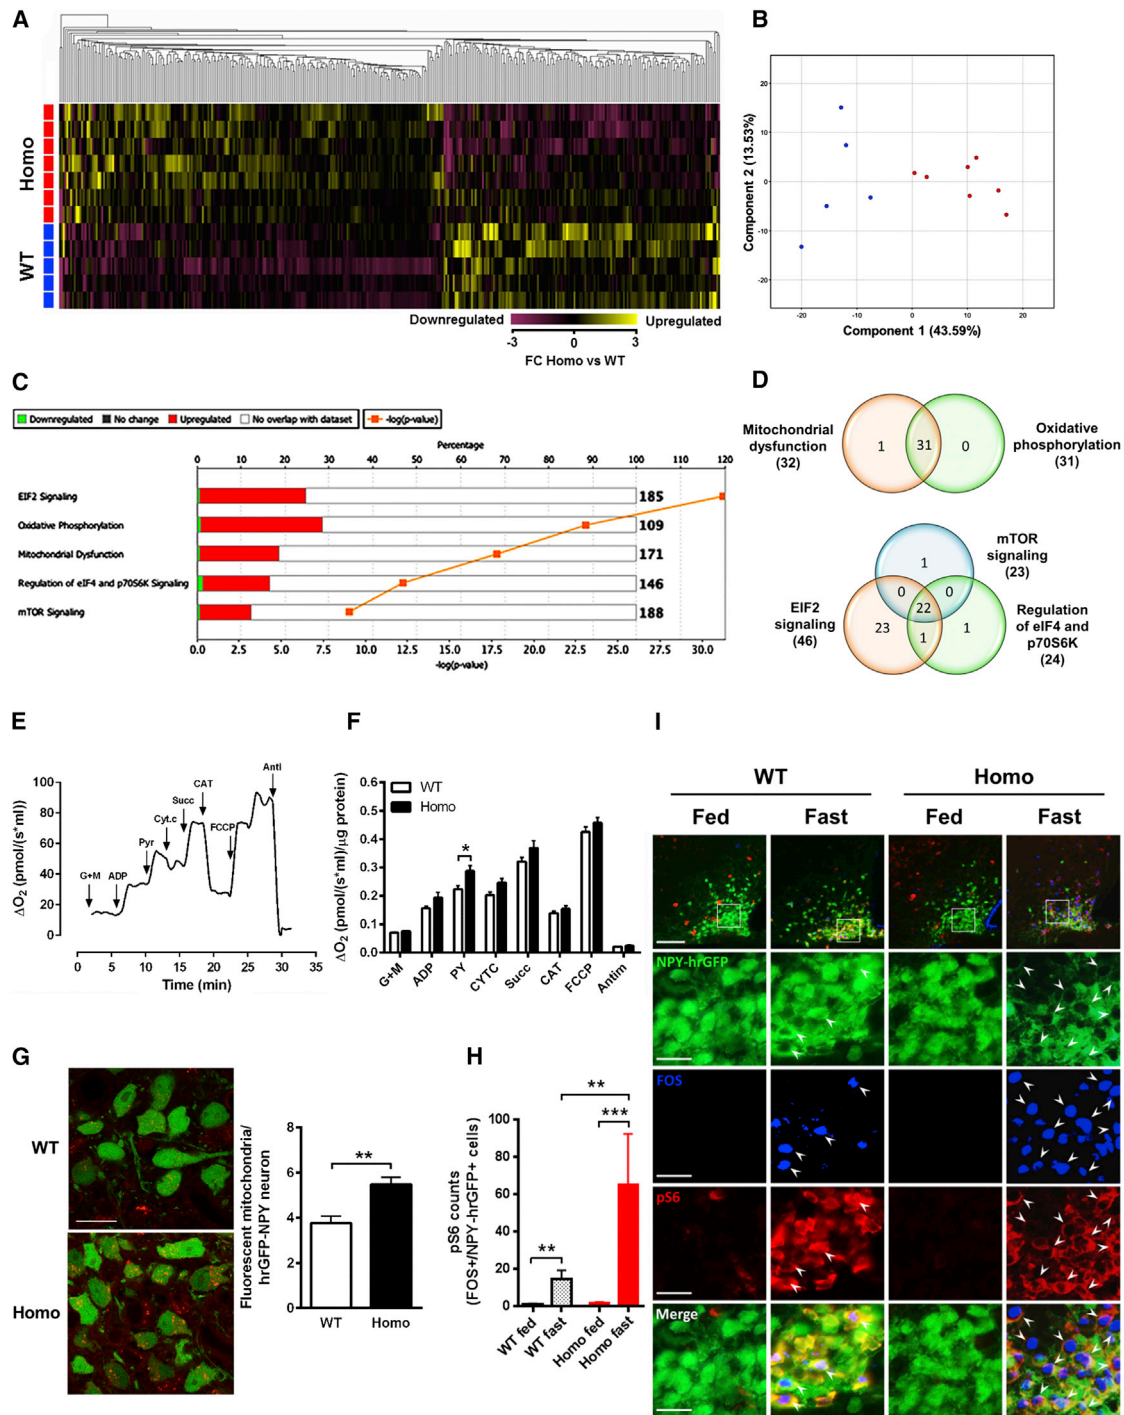 A
Homo
WT
Downregulated
Upregulated
-3
0
3
FC Homo vs WT
B
Component 2 (13.53%)
20
10
0
-10
-20
-20
-10
0
10
20
Component 1 (43.59%)
C
Downregulated
No change
Upregulated
No overlap with dataset
-log(p-value)
Percentage
0 10 20 30 40 50 60 70 80 90 100 110 120
EIF2 Signaling
185
Oxidative Phosphorylation
109
Mitochondrial Dysfunction
171
Regulation of eIF4 and p70S6K Signaling
146
mTOR Signaling
188
0.0 2.5 5.0 7.5 10.0 12.5 15.0 17.5 20.0 22.5 25.0 27.5 30.0
-log(p-value)
D
Mitochondrial
dysfunction
(32)
1
31
0
Oxidative
phosphorylation
(31)
mTOR
signaling
(23)
1
0
0
22
EIF2
signaling
(46)
23
1
1
Regulation
of eIF4 and
p70S6K
(24)
E
ΔO2 (pmol/(s*ml))
100
80
60
40
20
0
G+M
ADP
Pyr
Cyt.c
Succ
CAT
FCCP
Anti
0 5 10 15 20 25 30 35
Time (min)
F
ΔO2 (pmol/(s*ml)/µg protein)
0.6
0.5
0.4
0.3
0.2
0.1
0.0
WT
Homo
*
G+M
ADP
PY
CYTC
Succ
CAT
FCCP
Antim
G
WT
Homo
Fluorescent mitochondria/
hrGFP-NPY neuron
8
6
4
2
0
**
WT
Homo
H
pS6 counts
(FOS+/NPY-hrGFP+ cells)
100
80
60
40
20
0
**
**
***
WT fed
WT fast
Homo fed
Homo fast
I
WT
Homo
Fed
Fast
Fed
Fast
NPY-hrGFP
FOS
pS6
Merge